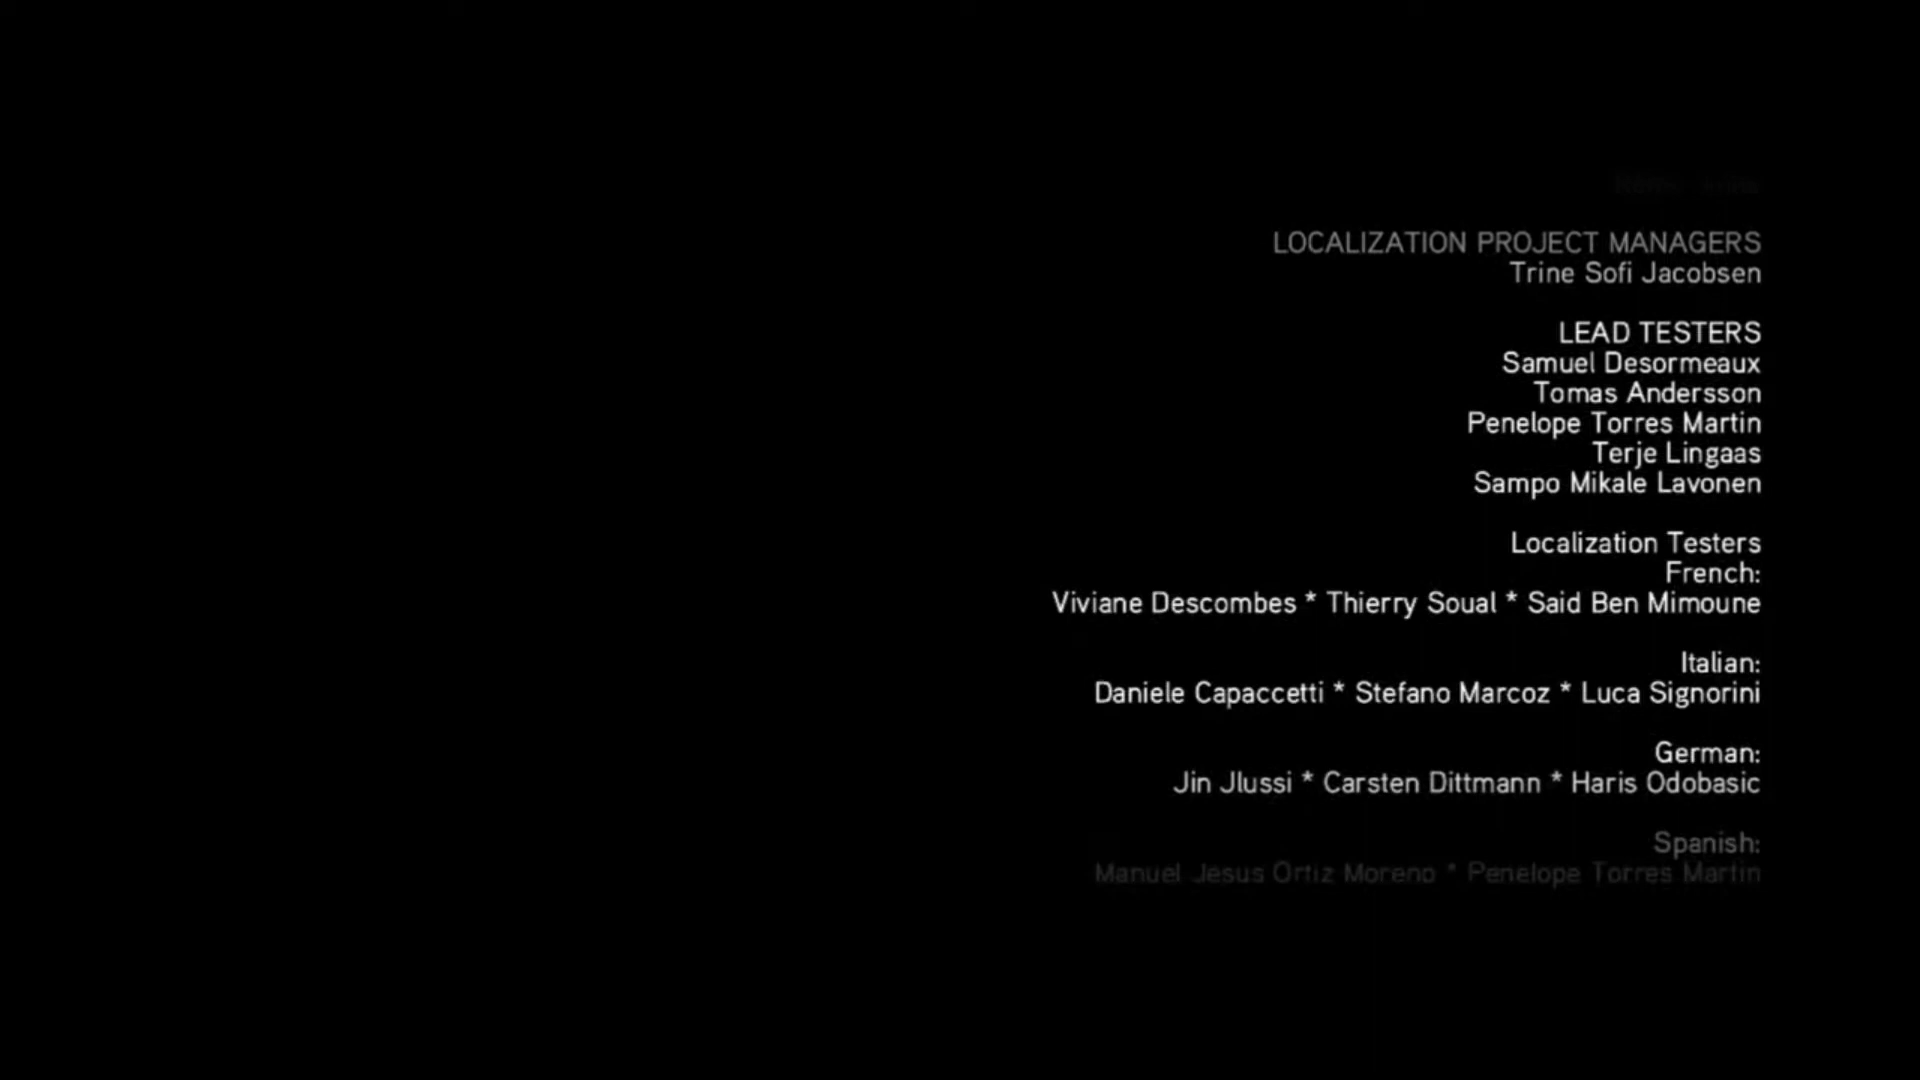 LOCALIZATION PROJECT MANAGERS
Trine Sofi Jacobsen
LEAD TESTERS
Samuel Desormeaux
Tomas Andersson
Penelope Torres Martin
Terje Lingaas
Sampo Mikale Lavonen
Localization Testers
French:
Viviane Descombes * Thierry Soual * Said Ben Mimoune
Italian:
Daniele Capaccetti * Stefano Marcoz * Luca Signorini
German:
Jin Jlussi * Carsten Dittmann * Haris Odobasic
Spanish:
Manuel Jesus Ortiz Moreno * Penelope Torres Martin